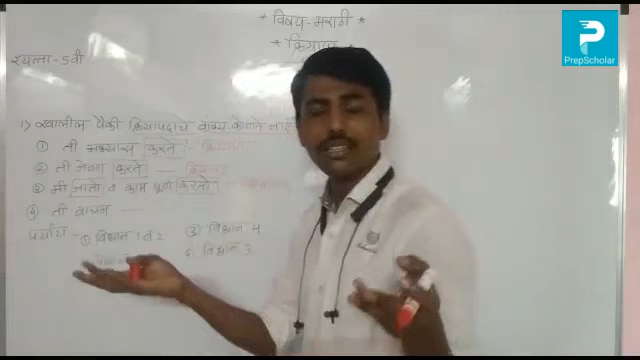 * विषय-मराठी *
* क्रियापद
इयत्ता-5वी
PrepScholar
1) खालील पैकी क्रियापदाचे वाक्य कोणते नाही
① ती अभ्यास करते -
② ती जेवण करते -
③ मी जातो व काम पूर्ण करतो -
④ ती वाचन
पर्याय - ① विधान 1 व 2 ③ विधान 4
विधान 3